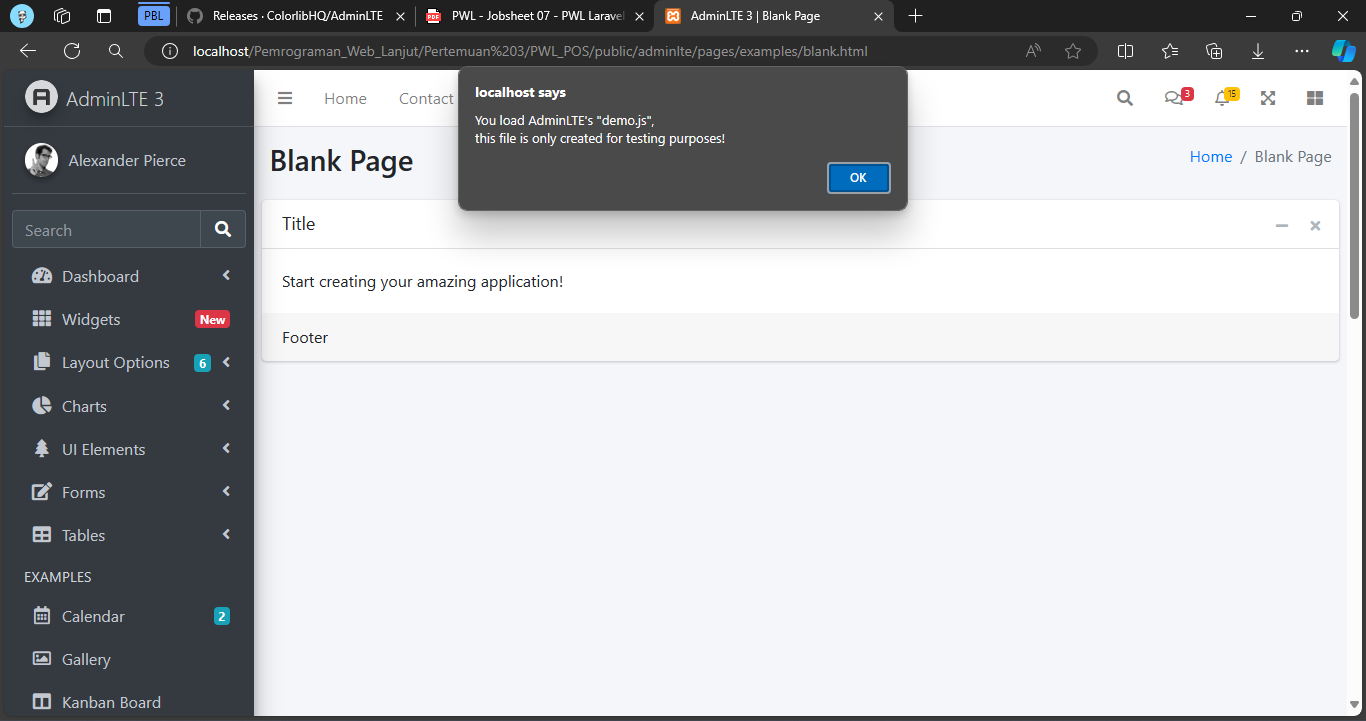 PBL
Releases · ColorlibHQ/AdminLTE
PWL - Jobsheet 07 - PWL Laravel
AdminLTE 3 | Blank Page
localhost/Pemrograman_Web_Lanjut/Pertemuan%203/PWL_POS/public/adminlte/pages/examples/blank.html
localhost says
You load AdminLTE's "demo.js",
this file is only created for testing purposes!
OK
AdminLTE 3
Home
Contact
3
15
Alexander Pierce
Blank Page
Home / Blank Page
Search
Title
Dashboard
Start creating your amazing application!
Widgets
New
Footer
Layout Options
6
Charts
UI Elements
Forms
Tables
EXAMPLES
Calendar
2
Gallery
Kanban Board